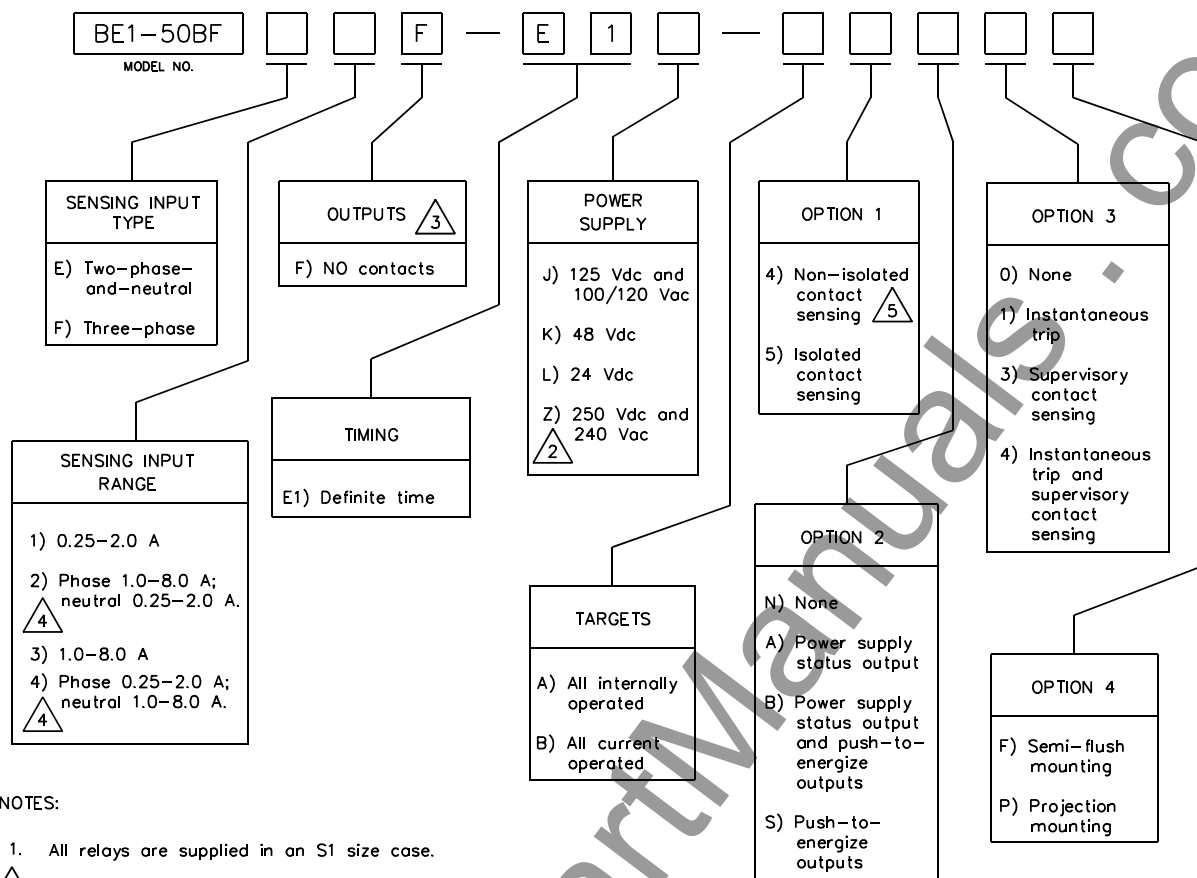 BE1-50BF F — E 1 —
MODEL NO.
SENSING INPUT
TYPE
E) Two-phase-
and-neutral
F) Three-phase
OUTPUTS 3
F) NO contacts
POWER
SUPPLY
J) 125 Vdc and
100/120 Vac
K) 48 Vdc
L) 24 Vdc
Z) 250 Vdc and
2 240 Vac
OPTION 1
4) Non-isolated
contact
sensing 5
5) Isolated
contact
sensing
OPTION 3
0) None
1) Instantaneous
trip
3) Supervisory
contact
sensing
4) Instantaneous
trip and
supervisory
contact
sensing
SENSING INPUT
RANGE
1) 0.25-2.0 A
2) Phase 1.0-8.0 A;
4 neutral 0.25-2.0 A.
3) 1.0-8.0 A
4) Phase 0.25-2.0 A;
4 neutral 1.0-8.0 A.
TIMING
E1) Definite time
TARGETS
A) All internally
operated
B) All current
operated
OPTION 2
N) None
A) Power supply
status output
B) Power supply
status output
and push-to-
energize
outputs
S) Push-to-
energize
outputs
OPTION 4
F) Semi-flush
mounting
P) Projection
mounting
NOTES:
1. All relays are supplied in an S1 size case.
artManuals . co